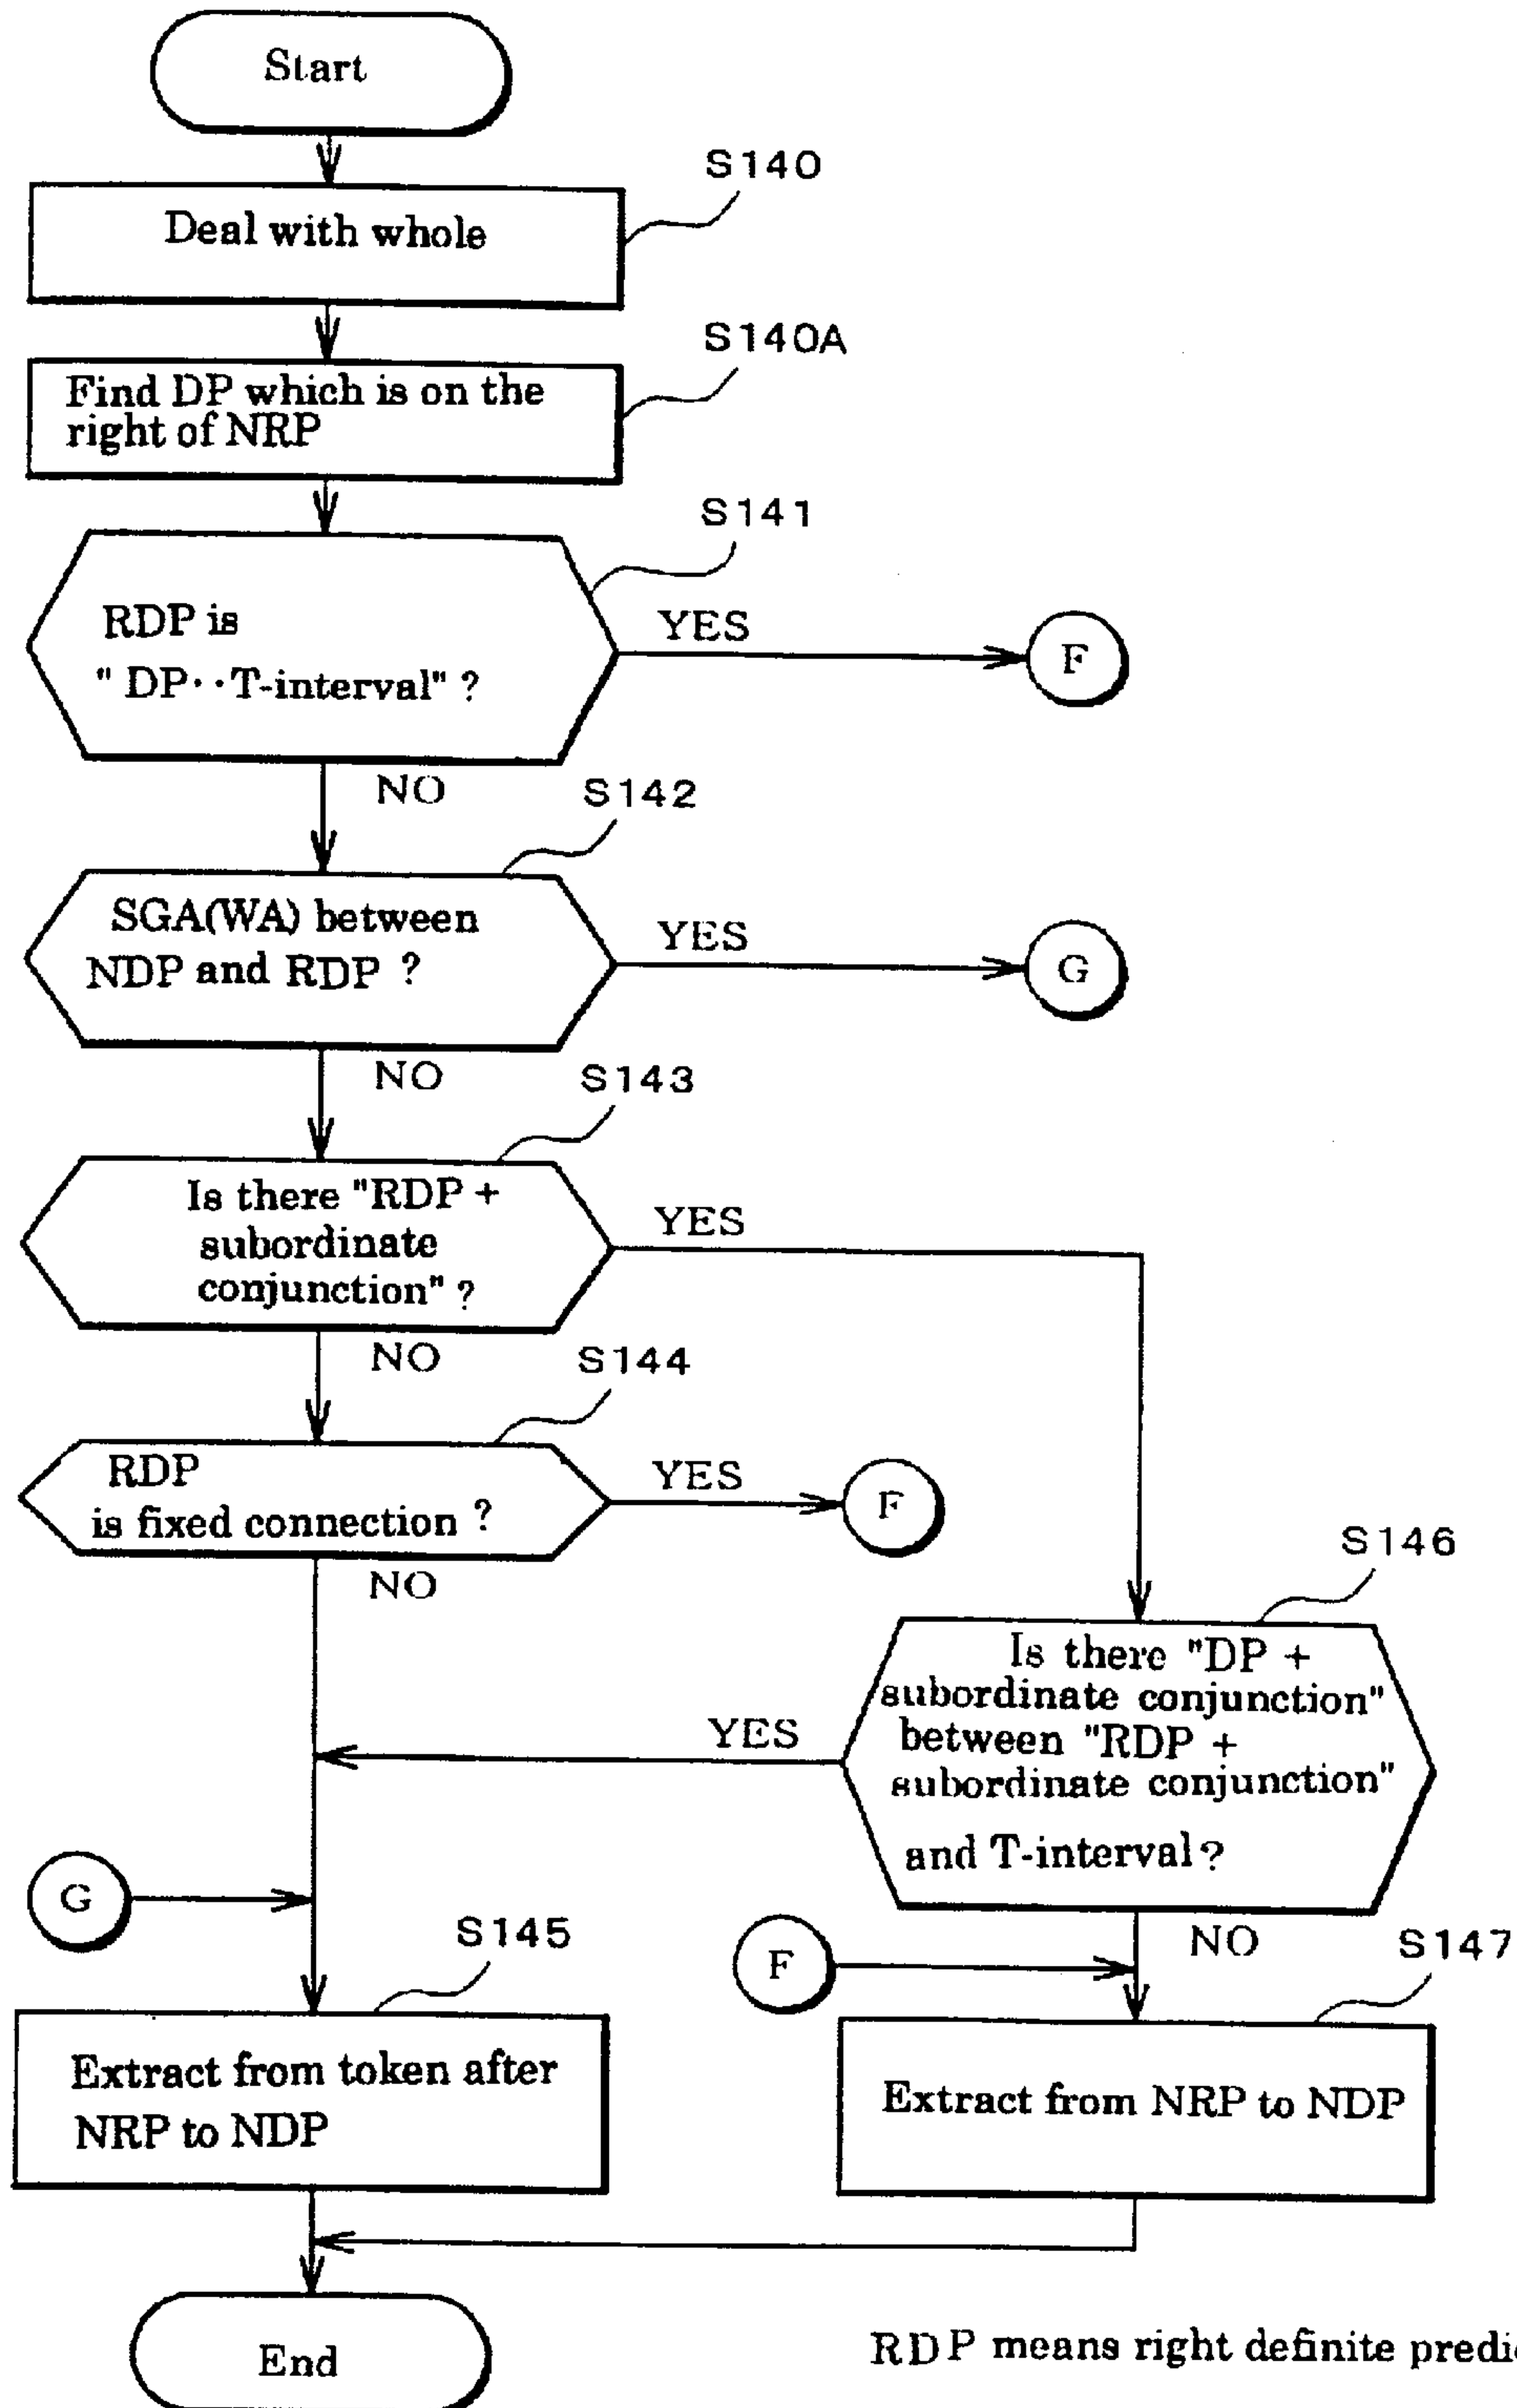 Start
S140
Deal with whole
S140A
Find DP which is on the
right of NRP
S141
RDP is
" DP··T-interval" ?
YES
F
NO
S142
SGA(WA) between
NDP and RDP ?
YES
G
NO
S143
Is there "RDP +
subordinate
conjunction" ?
YES
NO
S144
RDP
is fixed connection ?
YES
F
NO
S146
Is there "DP +
subordinate conjunction"
between "RDP +
subordinate conjunction"
and T-interval?
YES
G
F
NO
S145
S147
Extract from token after
NRP to NDP
Extract from NRP to NDP
End
RDP means right definite